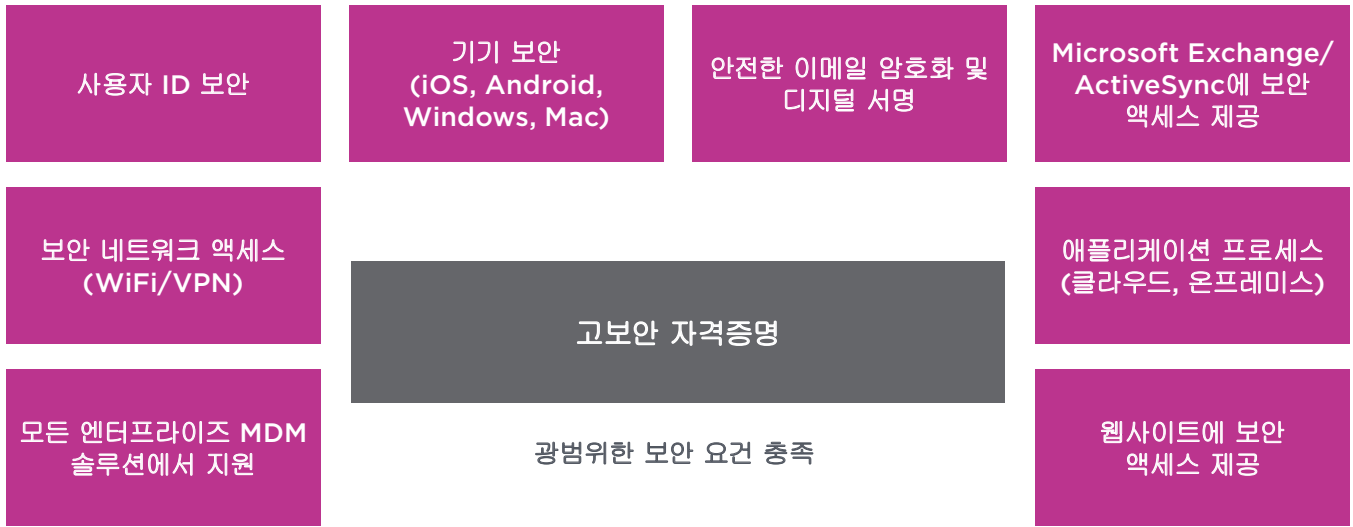 사용자 ID 보안
기기 보안
(iOS, Android,
Windows, Mac)
안전한 이메일 암호화 및
디지털 서명
Microsoft Exchange/
ActiveSync에 보안
액세스 제공
보안 네트워크 액세스
(WiFi/VPN)
고보안 자격증명
애플리케이션 프로세스
(클라우드, 온프레미스)
모든 엔터프라이즈 MDM
솔루션에서 지원
광범위한 보안 요건 충족
웹사이트에 보안
액세스 제공